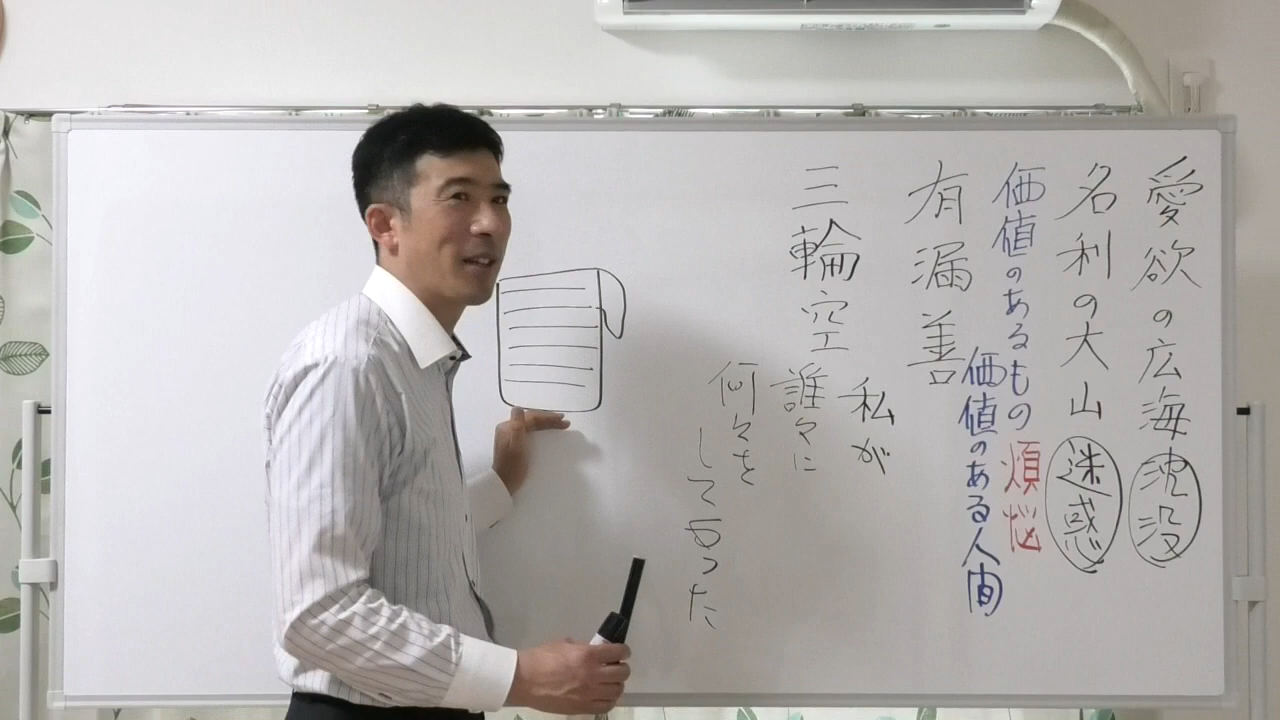 愛欲の広海沈没
名利の大山迷惑
価値のあるもの煩悩
価値のある人間
有漏善
三輪空
私が
誰々に
何々を
してやった